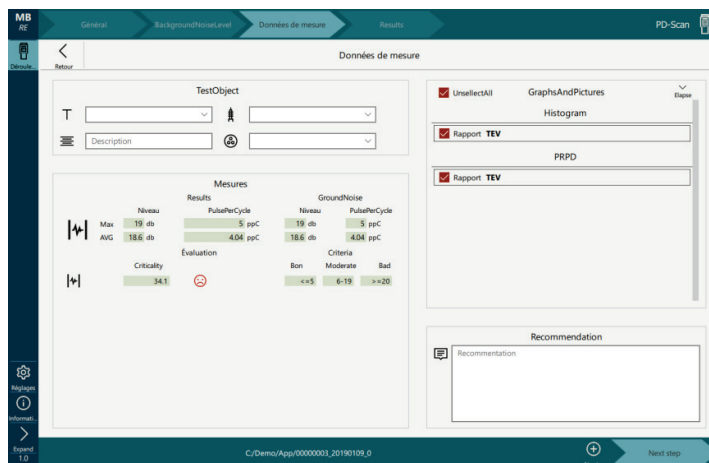 MB
RE
Général
BackgroundNoiseLevel
Données de mesure
Results
PD-Scan
Déroule...
Retour
Données de mesure
TestObject
Description
UnsellectAll
GraphsAndPictures
Elapse
Histogram
Rapport TEV
PRPD
Rapport TEV
Mesures
Results
GroundNoise
Niveau
PulsePerCycle
Niveau
PulsePerCycle
Max 19 db 5 ppC 19 db 5 ppC
AVG 18.6 db 4.04 ppC 18.6 db 4.04 ppC
Évaluation
Criteria
Criticality
Bon
Moderate
Bad
34.1
<=5
6-19
>=20
Recommendation
Recommentation
Réglages
Informati...
Expand
1.0
C/Demo/App/00000003_20190109_0
Next step